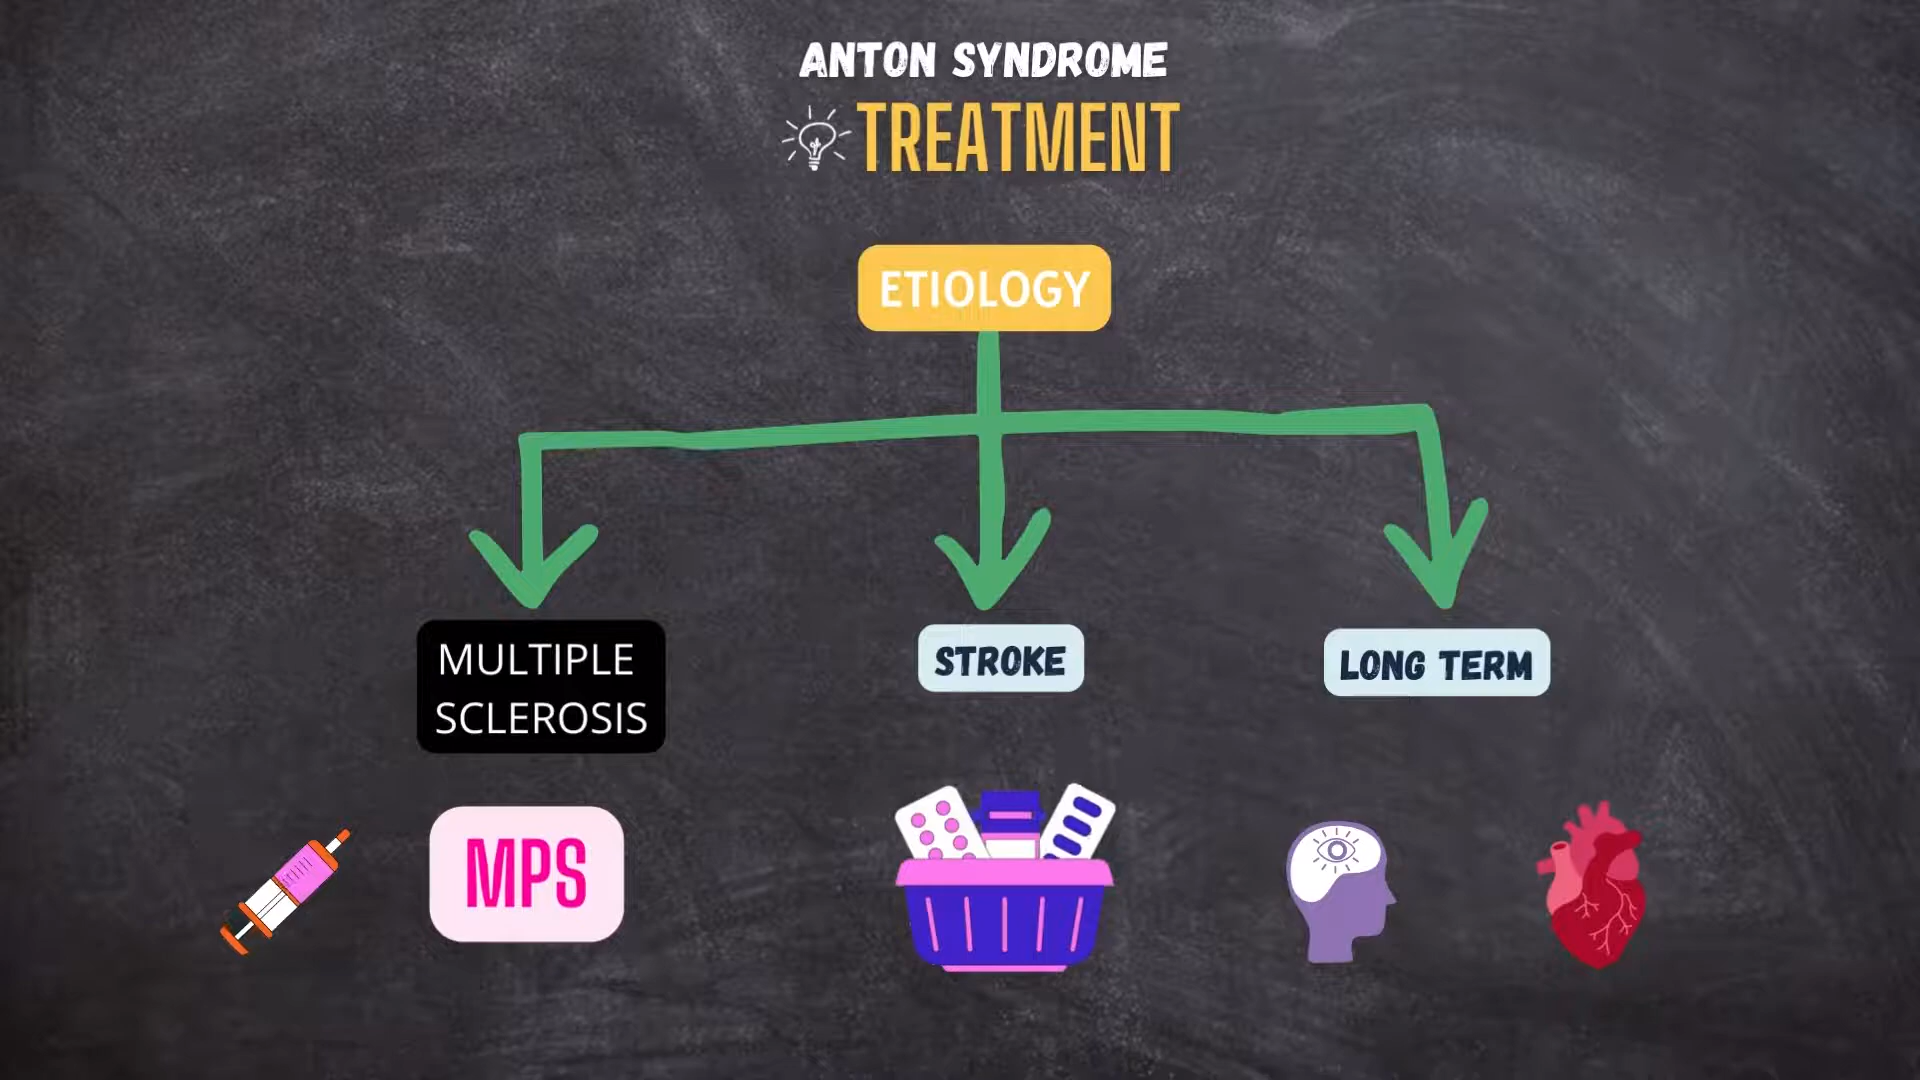 ANTON SYNDROME
TREATMENT
ETIOLOGY
MULTIPLE
SCLEROSIS
STROKE
LONG TERM
MPS